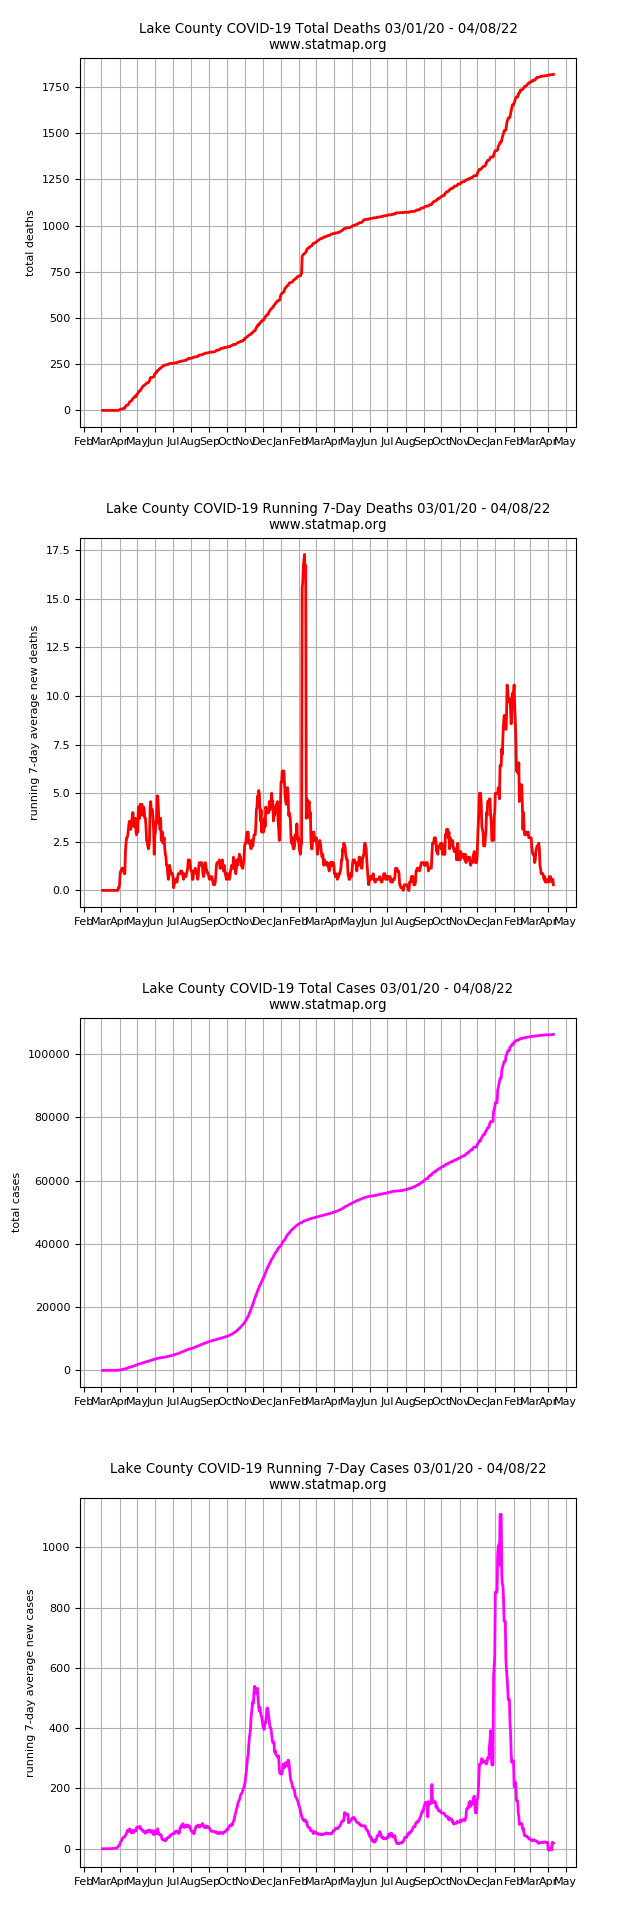 Lake County COVID-19 Total Deaths 03/01/20 - 04/08/22
www.statmap.org
total deaths
1750
1500
1250
1000
750
500
250
0
Feb Mar Apr May Jun Jul Aug Sep Oct Nov Dec Jan Feb Mar Apr May Jun Jul Aug Sep Oct Nov Dec Jan Feb Mar Apr May
Lake County COVID-19 Running 7-Day Deaths 03/01/20 - 04/08/22
www.statmap.org
running 7-day average new deaths
17.5
15.0
12.5
10.0
7.5
5.0
2.5
0.0
Feb Mar Apr May Jun Jul Aug Sep Oct Nov Dec Jan Feb Mar Apr May Jun Jul Aug Sep Oct Nov Dec Jan Feb Mar Apr May
Lake County COVID-19 Total Cases 03/01/20 - 04/08/22
www.statmap.org
total cases
100000
80000
60000
40000
20000
0
Feb Mar Apr May Jun Jul Aug Sep Oct Nov Dec Jan Feb Mar Apr May Jun Jul Aug Sep Oct Nov Dec Jan Feb Mar Apr May
Lake County COVID-19 Running 7-Day Cases 03/01/20 - 04/08/22
www.statmap.org
running 7-day average new cases
1000
800
600
400
200
0
Feb Mar Apr May Jun Jul Aug Sep Oct Nov Dec Jan Feb Mar Apr May Jun Jul Aug Sep Oct Nov Dec Jan Feb Mar Apr May